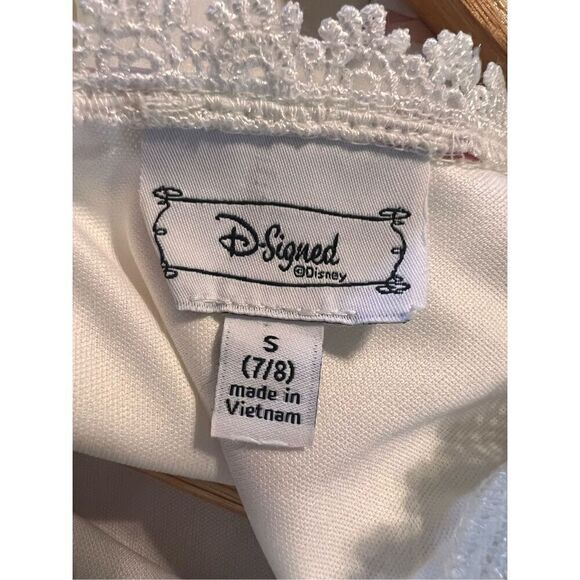 D-Signed
©Disney
S
(7/8)
made in
Vietnam